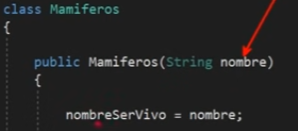 class Mamiferos
{
public Mamiferos(String nombre)
{
nombreSerVivo = nombre;